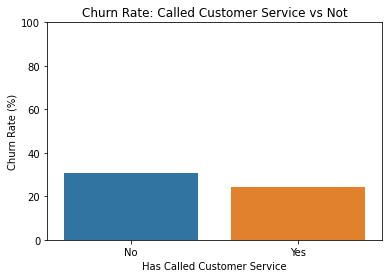 Churn Rate: Called Customer Service vs Not
100
80
60
40
20
0
Churn Rate (%)
No
Yes
Has Called Customer Service